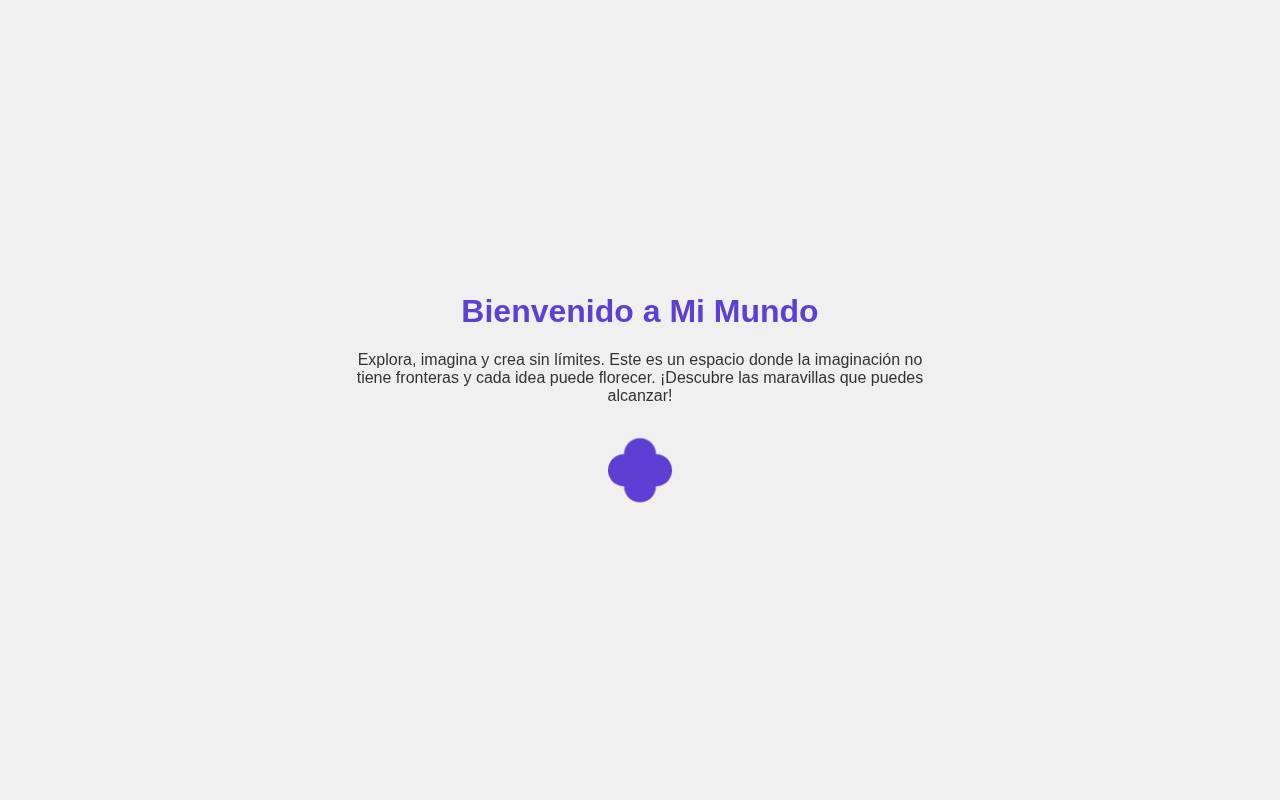 Bienvenido a Mi Mundo
Explora, imagina y crea sin límites. Este es un espacio donde la imaginación no
tiene fronteras y cada idea puede florecer. ¡Descubre las maravillas que puedes
alcanzar!